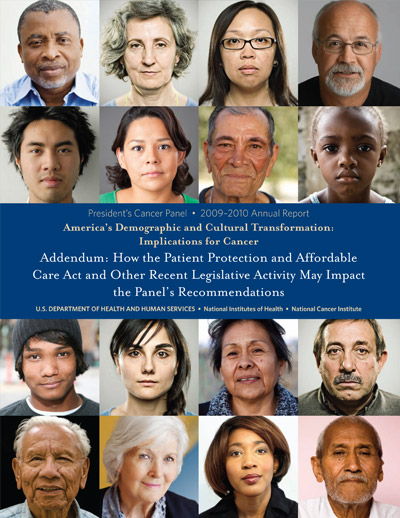 President's Cancer Panel • 2009–2010 Annual Report
America's Demographic and Cultural Transformation:
Implications for Cancer
Addendum: How the Patient Protection and Affordable
Care Act and Other Recent Legislative Activity May Impact
the Panel's Recommendations
U.S. DEPARTMENT OF HEALTH AND HUMAN SERVICES • National Institutes of Health • National Cancer Institute